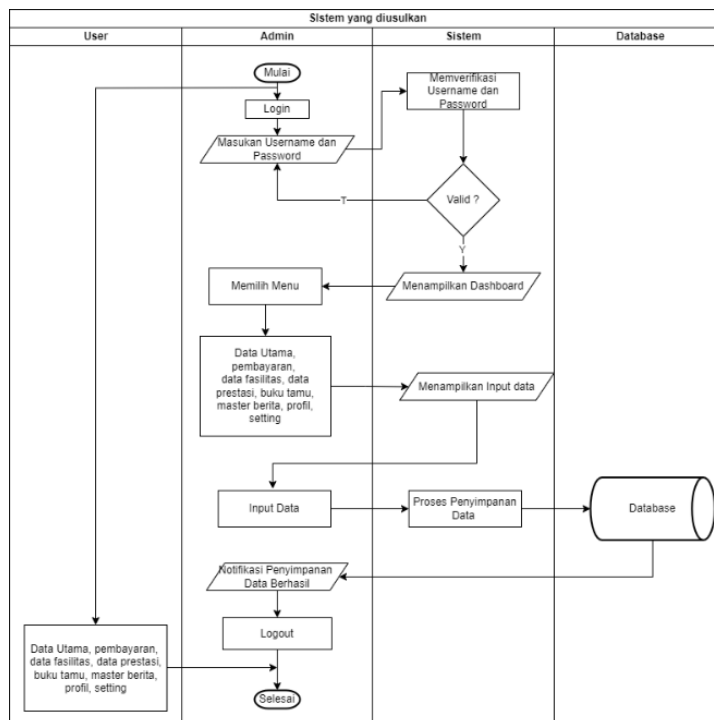 Sistem yang diusulkan
User
Admin
Sistem
Database
Mulai
Login
Masukan Username dan
Password
Memverifikasi
Username dan
Password
Valid ?
T
Y
Menampilkan Dashboard
Memilih Menu
Data Utama,
pembayaran,
data fasilitas, data
prestasi, buku tamu,
master berita, profil,
setting
Menampilkan Input data
Input Data
Proses Penyimpanan
Data
Database
Notifikasi Penyimpanan
Data Berhasil
Logout
Data Utama, pembayaran,
data fasilitas, data prestasi,
buku tamu, master berita,
profil, setting
Selesai